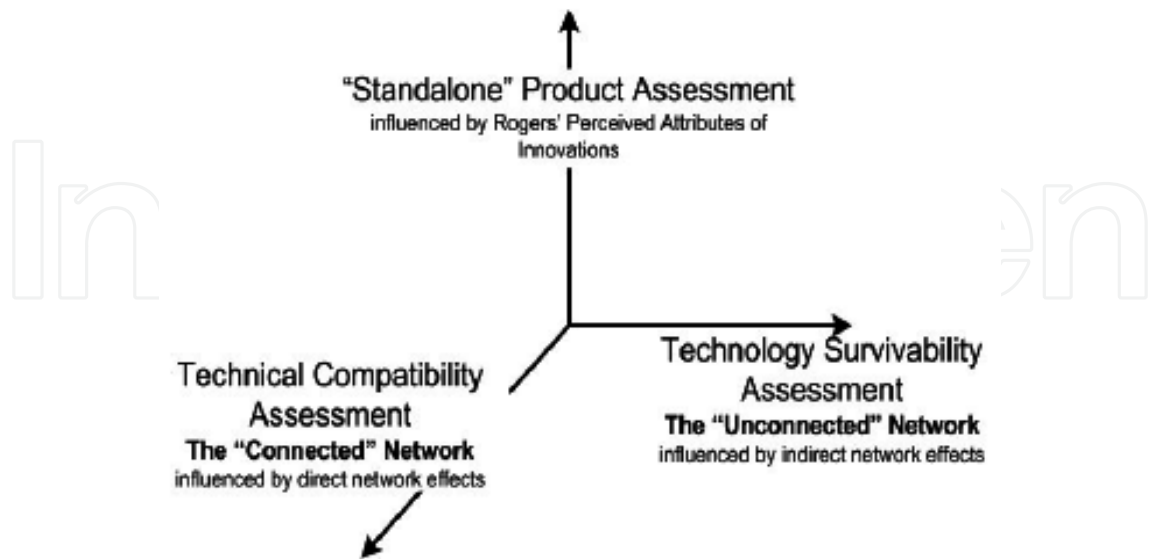 “Standalone” Product Assessment
influenced by Rogers’ Perceived Attributes of
Innovations
Technical Compatibility
Assessment
The “Connected” Network
influenced by direct network effects
Technology Survivability
Assessment
The “Unconnected” Network
influenced by indirect network effects